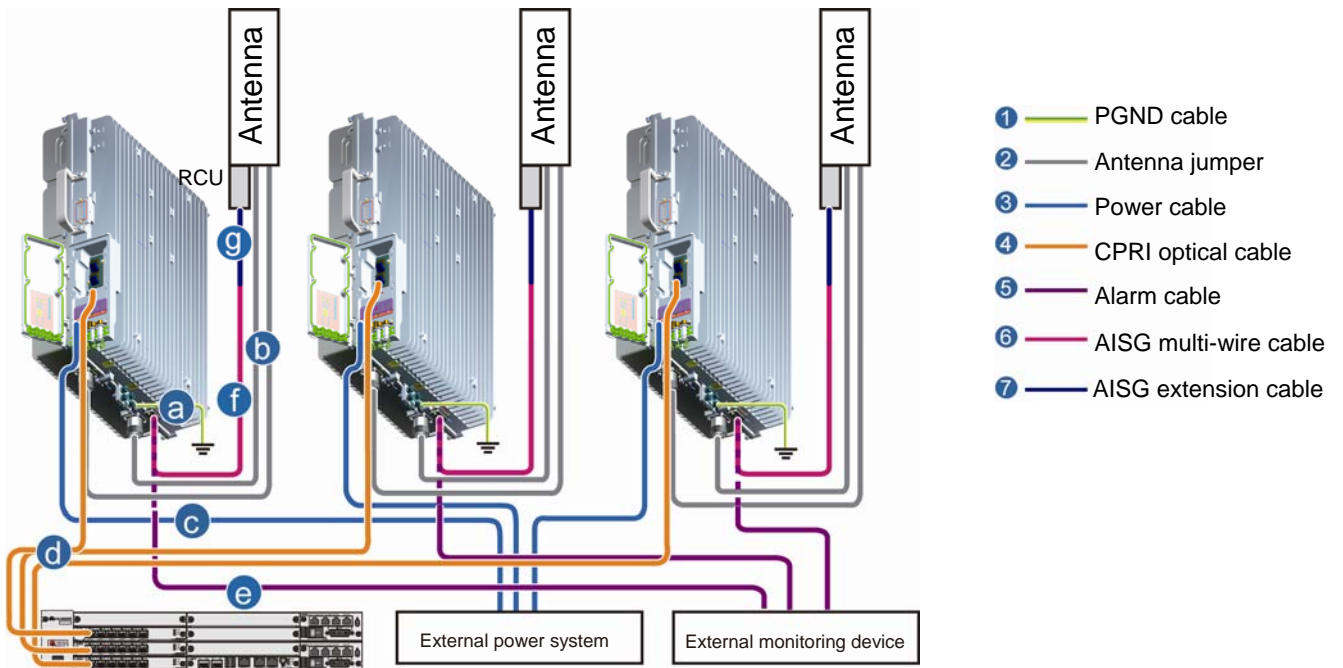 Antenna
Antenna
Antenna
RCU
g
b
f
a
c
d
e
External power system
External monitoring device
1 PGND cable
2 Antenna jumper
3 Power cable
4 CPRI optical cable
5 Alarm cable
6 AISG multi-wire cable
7 AISG extension cable